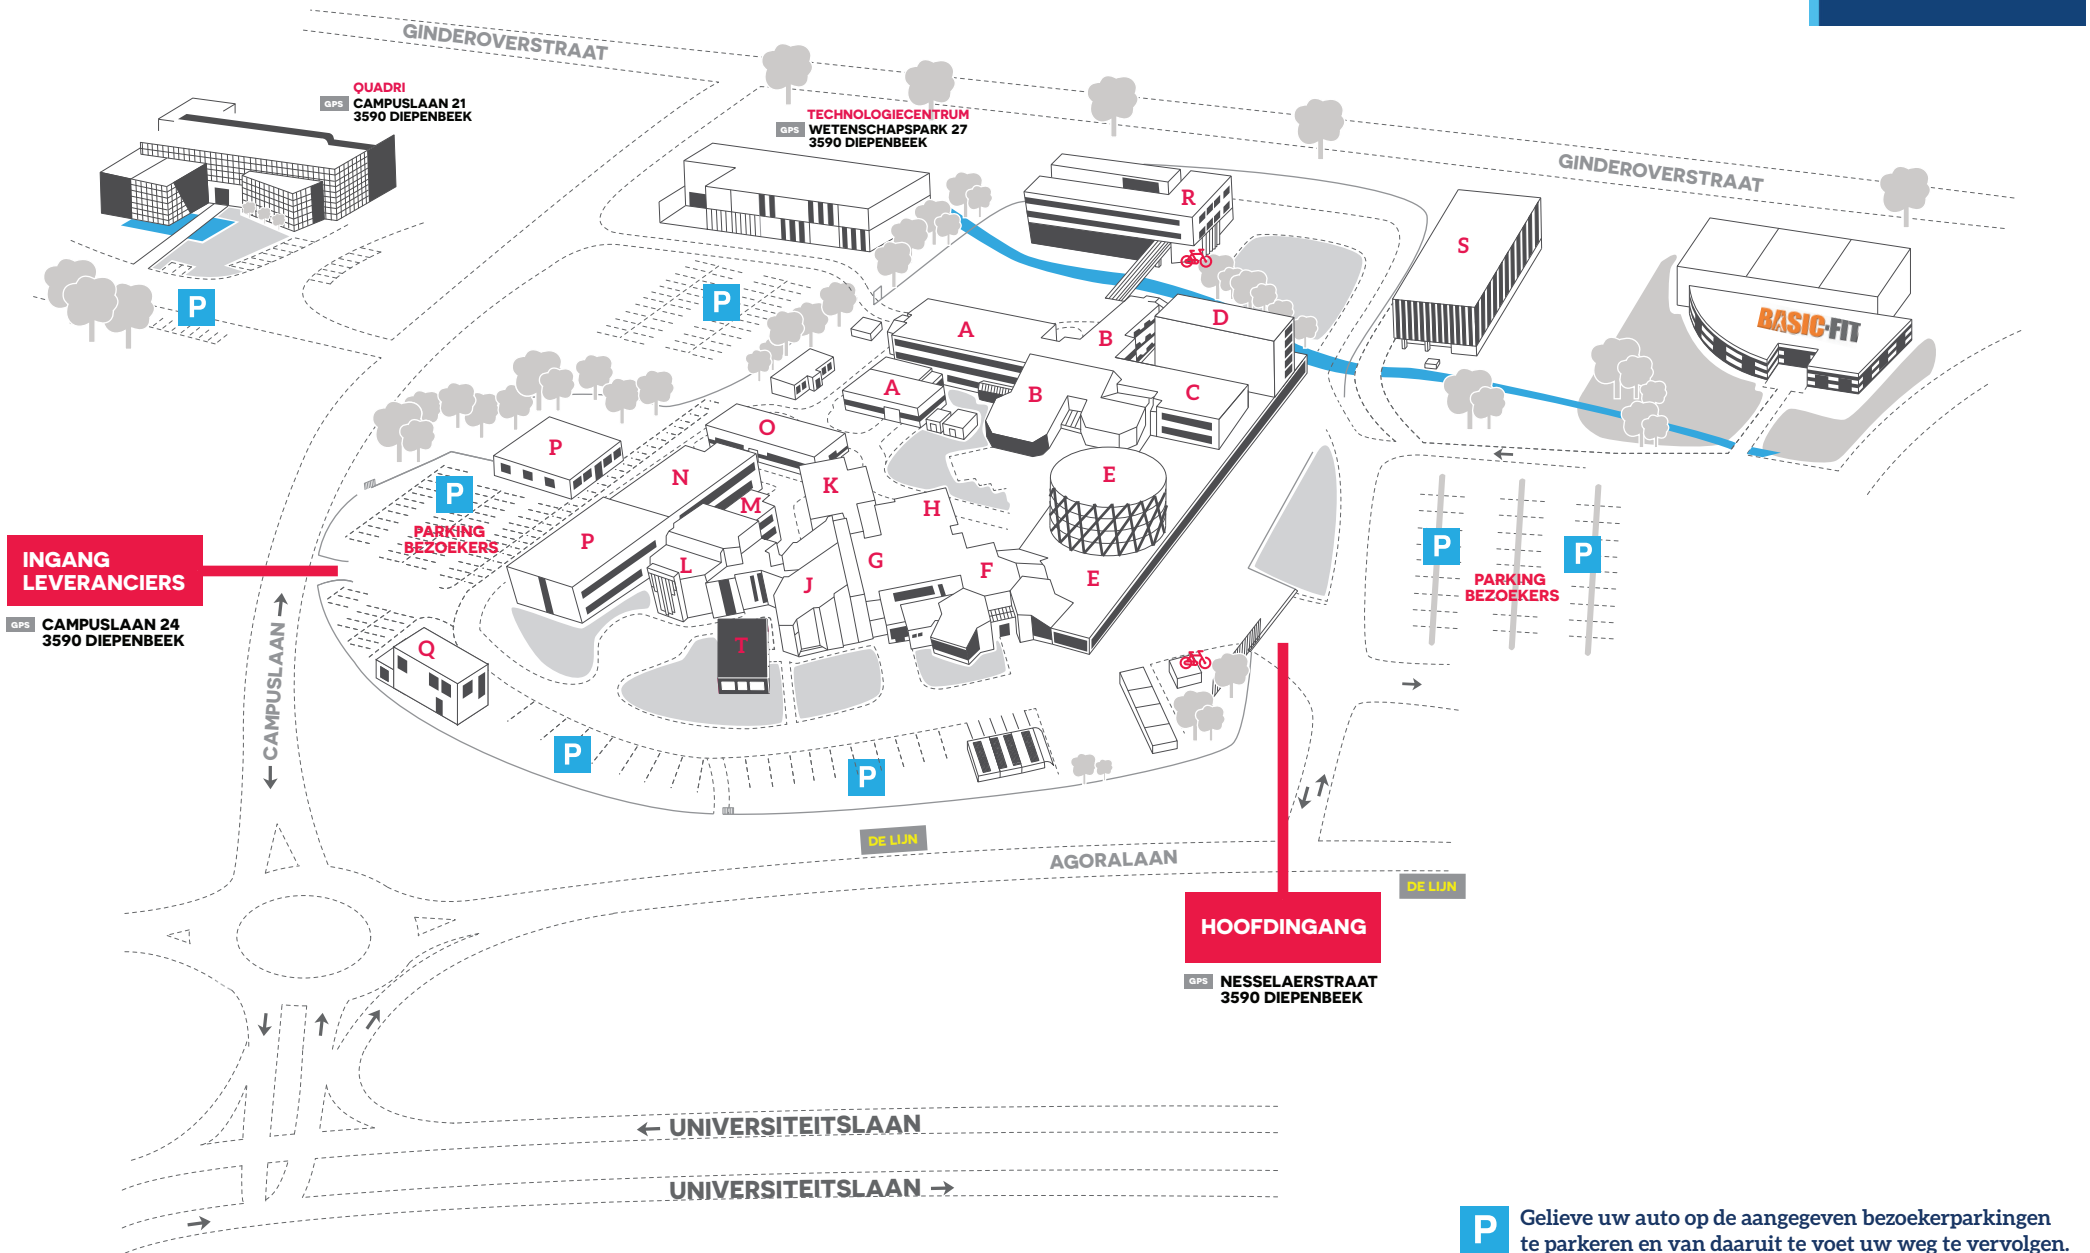 GINDEROVERSTRAAT
QUADRI
GPS CAMPUSLAAN 21
3590 DIEPENBEEK
TECHNOLOGIECENTRUM
GPS WETENSCHAPSPARK 27
3590 DIEPENBEEK
GINDEROVERSTRAAT
R
S
P
P
A
B
D
BASIC-FIT
A
B
C
O
P
N
K
E
P
PARKING
BEZOEKERS
M
H
P
L
G
F
E
J
P
P
PARKING
BEZOEKERS
INGANG
LEVERANCIERS
GPS CAMPUSLAAN 24
3590 DIEPENBEEK
CAMPUSLAAN
Q
T
P
P
DE LIJN
AGORALAAN
DE LIJN
HOOFDINGANG
GPS NESSELAERSTRAAT
3590 DIEPENBEEK
← UNIVERSITEITSLAAN
UNIVERSITEITSLAAN →
P Gelieve uw auto op de aangegeven bezoekerparkingen
te parkeren en van daaruit te voet uw weg te vervolgen.